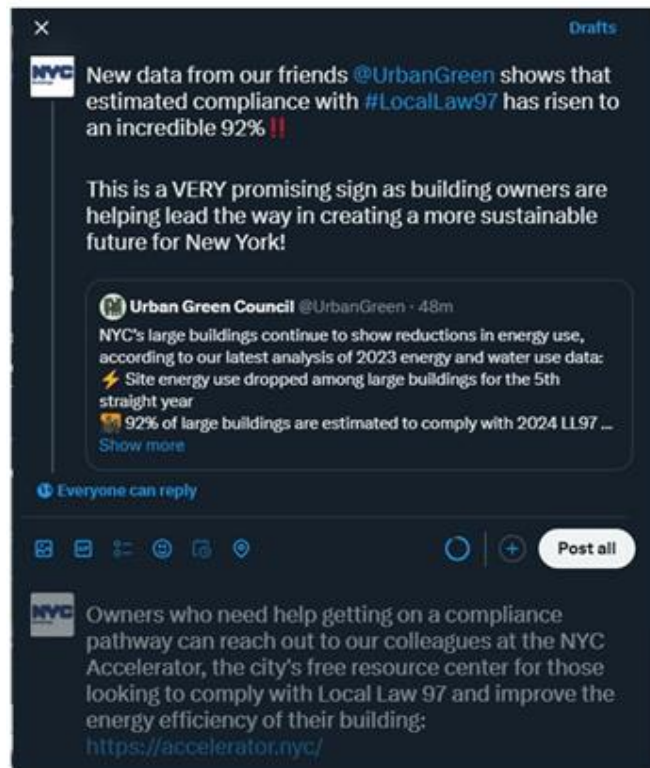 Drafts
NYC
New data from our friends @UrbanGreen shows that
estimated compliance with #LocalLaw97 has risen to
an incredible 92%‼
This is a VERY promising sign as building owners are
helping lead the way in creating a more sustainable
future for New York!
Urban Green Council @UrbanGreen · 48m
NYC's large buildings continue to show reductions in energy use,
according to our latest analysis of 2023 energy and water use data:
⚡ Site energy use dropped among large buildings for the 5th
straight year
92% of large buildings are estimated to comply with 2024 LL97 ...
Show more
Everyone can reply
Post all
NYC
Owners who need help getting on a compliance
pathway can reach out to our colleagues at the NYC
Accelerator, the city's free resource center for those
looking to comply with Local Law 97 and improve the
energy efficiency of their building:
https://accelerator.nyc/